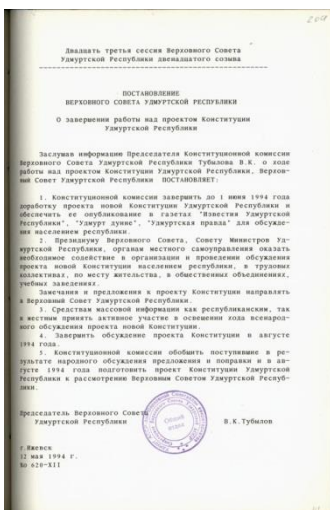 Двадцать третья сессия Верховного Совета
Удмуртской Республики двенадцатого созыва
ПОСТАНОВЛЕНИЕ
ВЕРХОВНОГО СОВЕТА УДМУРТСКОЙ РЕСПУБЛИКИ
О завершении работы над проектом Конституции
Удмуртской Республики
Заслушав информацию Председателя Конституционной комиссии
Верховного Совета Удмуртской Республики Тубылова В.К. о ходе
работы над проектом Конституции Удмуртской Республики, Верхов-
ный Совет Удмуртской Республики ПОСТАНОВЛЯЕТ:
1. Конституционной комиссии завершить до 1 июня 1994 года
доработку проекта новой Конституции Удмуртской Республики и
обеспечить ее опубликование в газетах "Известия Удмуртской
Республики", "Удмурт дунне", "Удмуртская правда" для обсужде-
ния населением республики.
2. Президиуму Верховного Совета, Совету Министров Уд-
муртской Республики, органам местного самоуправления оказать
необходимое содействие в организации и проведении обсуждения
проекта новой Конституции населением республики, в трудовых
коллективах, по месту жительства, в общественных объединениях,
учебных заведениях.
Замечания и предложения к проекту Конституции направлять
в Верховный Совет Удмуртской Республики.
3. Средствам массовой информации как республиканским, так
и местным принять активное участие в освещении хода всенарод-
ного обсуждения проекта новой Конституции.
4. Завершить обсуждение проекта Конституции в августе
1994 года.
5. Конституционной комиссии обобщить поступившие в ре-
зультате народного обсуждения предложения и поправки и в ав-
густе 1994 года подготовить проект Конституции Удмуртской
Республики к рассмотрению Верховным Советом Удмуртской Респуб-
лики.
Председатель Верховного Совета
Удмуртской Республики В.К.Тубылов
Общий
отдел
г.Ижевск
12 мая 1994 г.
No 620-XII